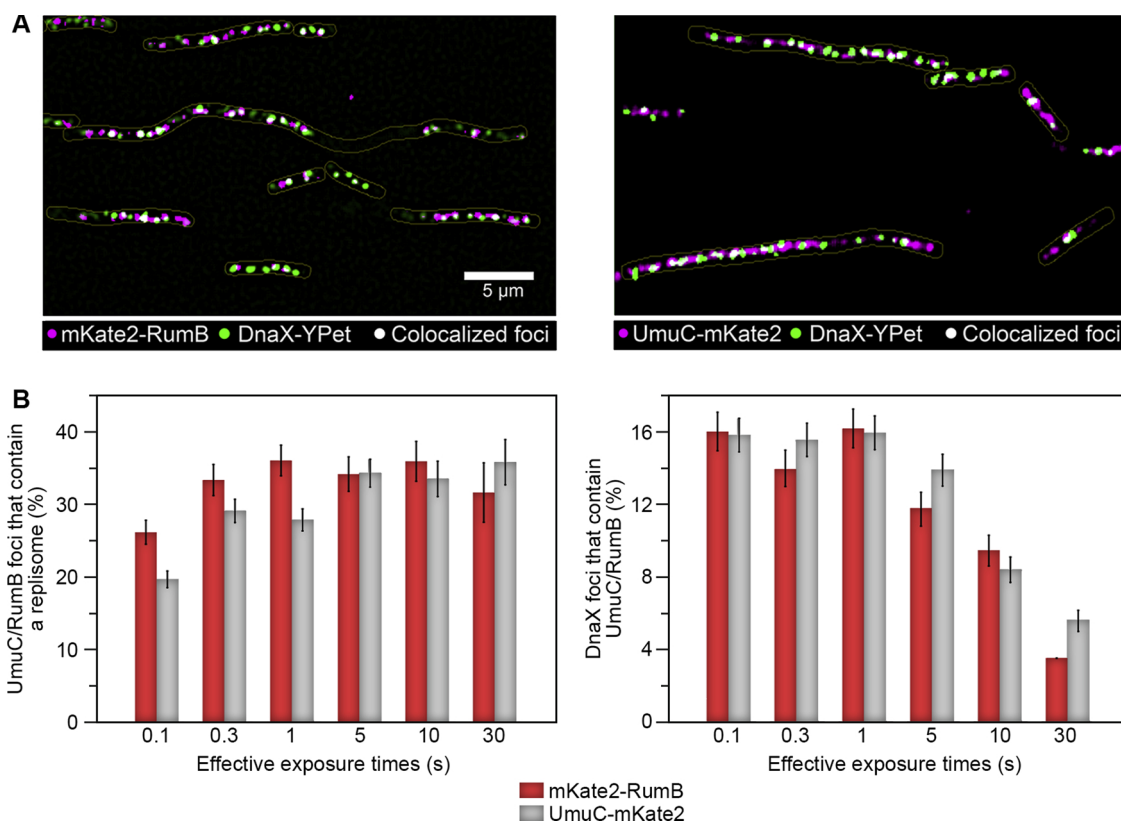 A
5 µm
mKate2-RumB DnaX-YPet Colocalized foci
UmuC-mKate2 DnaX-YPet Colocalized foci
B
UmuC/RumB foci that contain
a replisome (%)
40
30
20
10
0
0.1 0.3 1 5 10 30
Effective exposure times (s)
DnaX foci that contain
UmuC/RumB (%)
16
12
8
4
0
0.1 0.3 1 5 10 30
Effective exposure times (s)
mKate2-RumB
UmuC-mKate2